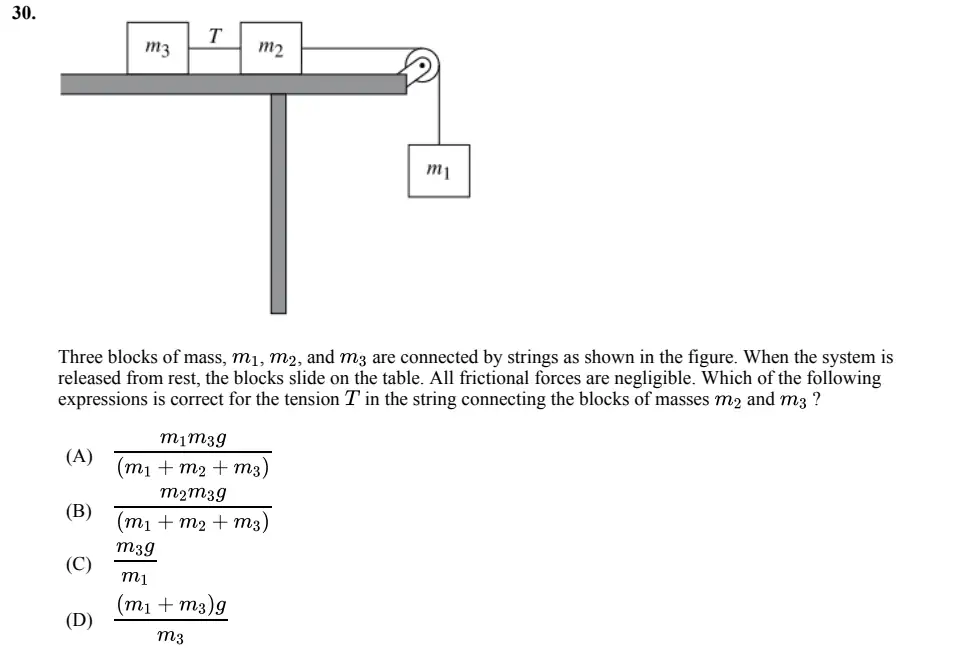 30.
m₃ T m₂
m₁
Three blocks of mass, m₁, m₂, and m₃ are connected by strings as shown in the figure. When the system is
released from rest, the blocks slide on the table. All frictional forces are negligible. Which of the following
expressions is correct for the tension T in the string connecting the blocks of masses m₂ and m₃ ?
(A) m₁m₃g / (m₁ + m₂ + m₃)
(B) m₂m₃g / (m₁ + m₂ + m₃)
(C) m₃g / m₁
(D) (m₁ + m₃)g / m₃